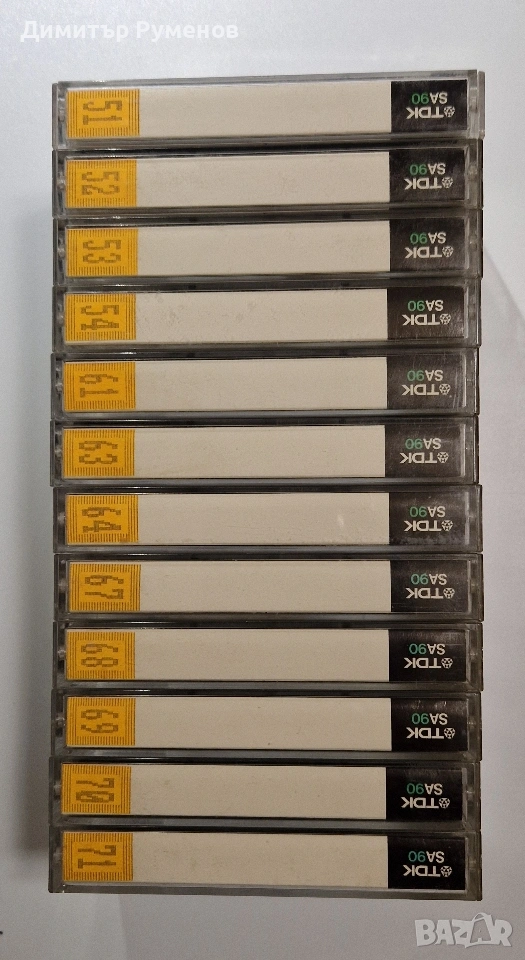 Димитър Руменов
51
TDK
SA90
52
TDK
SA90
53
TDK
SA90
54
TDK
SA90
61
TDK
SA90
63
TDK
SA90
64
TDK
SA90
67
TDK
SA90
68
TDK
SA90
69
TDK
SA90
70
TDK
SA90
71
TDK
SA90
BAZAR